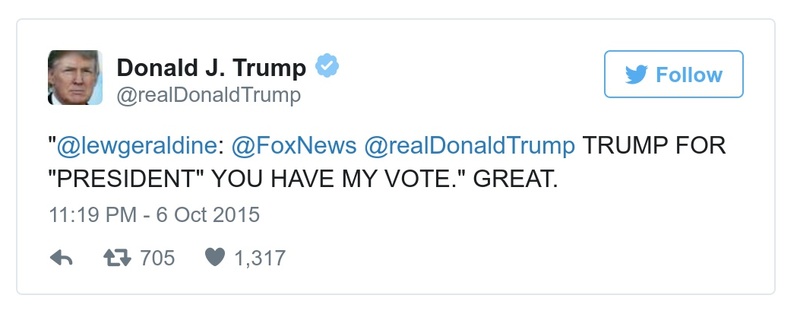 Donald J. Trump
@realDonaldTrump
Follow
"@lewgeraldine: @FoxNews @realDonaldTrump TRUMP FOR
"PRESIDENT" YOU HAVE MY VOTE." GREAT.
11:19 PM - 6 Oct 2015
705 1,317